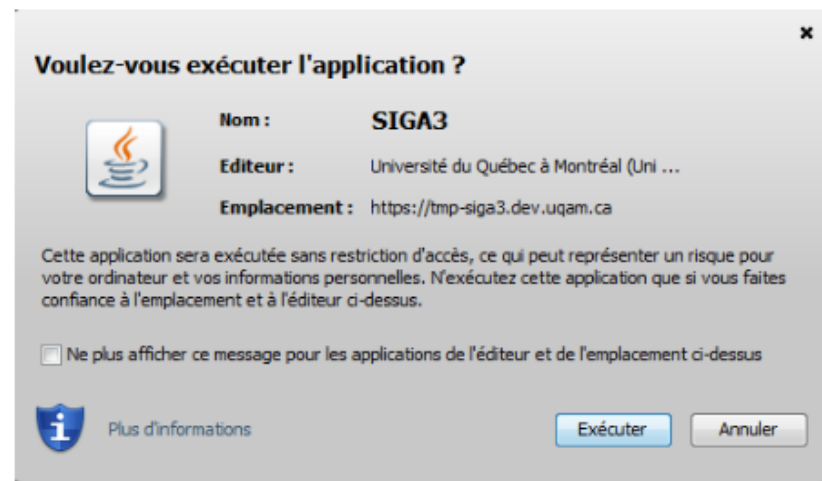 Voulez-vous exécuter l'application ?
Nom : SIGA3
Editeur : Université du Québec à Montréal (Uni ...
Emplacement : https://tmp-siga3.dev.uqam.ca
Cette application sera exécutée sans restriction d'accès, ce qui peut représenter un risque pour
votre ordinateur et vos informations personnelles. N'exécutez cette application que si vous faites
confiance à l'emplacement et à l'éditeur ci-dessus.
Ne plus afficher ce message pour les applications de l'éditeur et de l'emplacement ci-dessus
Plus d'informations
Exécuter
Annuler